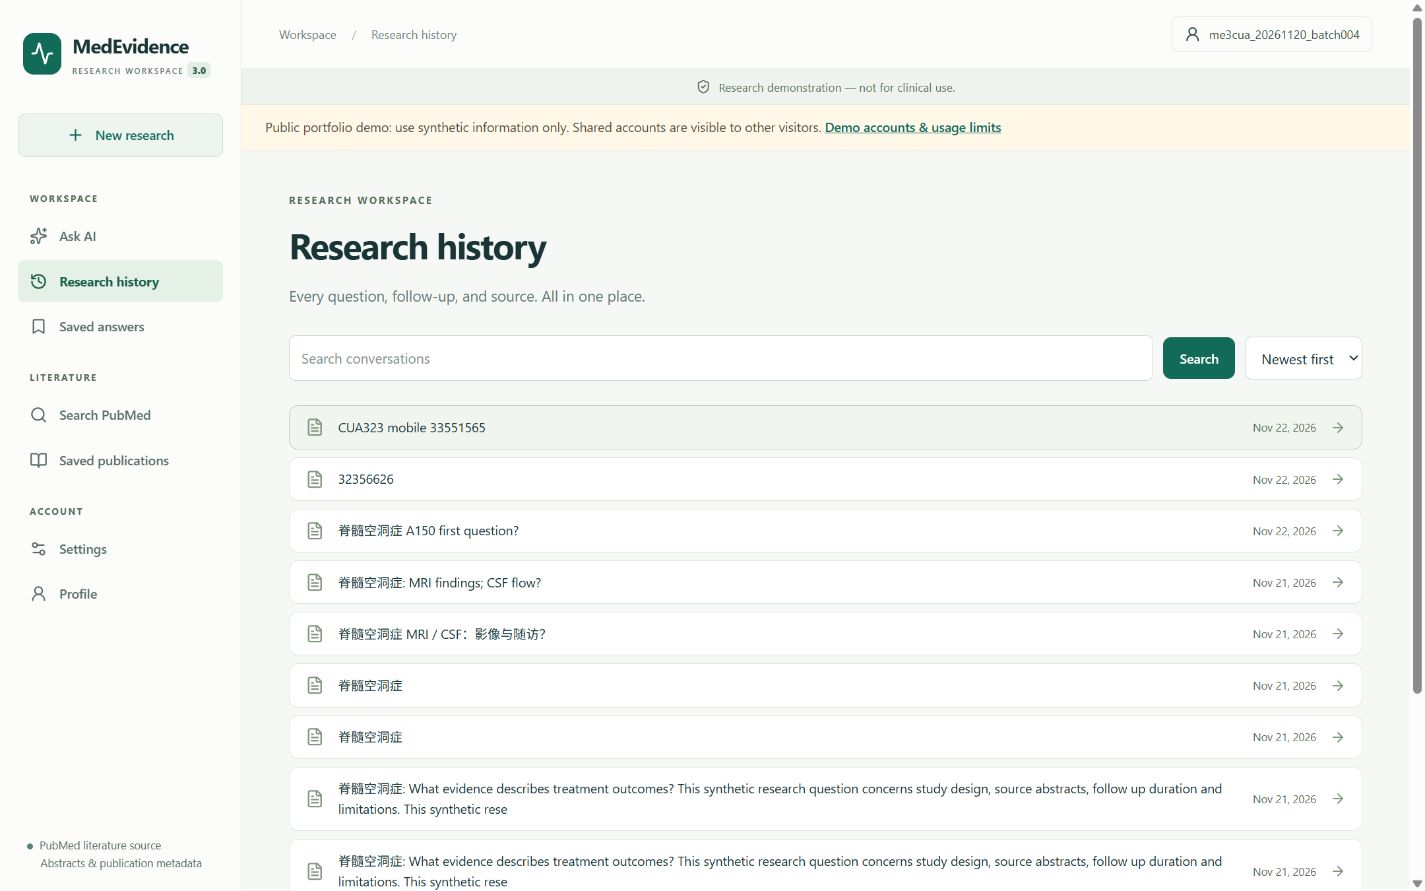 MedEvidence
RESEARCH WORKSPACE 3.0
New research
WORKSPACE
Ask AI
Research history
Saved answers
LITERATURE
Search PubMed
Saved publications
ACCOUNT
Settings
Profile
PubMed literature source
Abstracts & publication metadata
Workspace / Research history
me3cua_20261120_batch004
Research demonstration — not for clinical use.
Public portfolio demo: use synthetic information only. Shared accounts are visible to other visitors. Demo accounts & usage limits
RESEARCH WORKSPACE
Research history
Every question, follow-up, and source. All in one place.
Search conversations
Search
Newest first
CUA323 mobile 33551565 Nov 22, 2026
32356626 Nov 22, 2026
脊髓空洞症 A150 first question? Nov 22, 2026
脊髓空洞症: MRI findings; CSF flow? Nov 21, 2026
脊髓空洞症 MRI / CSF：影像与随访? Nov 21, 2026
脊髓空洞症 Nov 21, 2026
脊髓空洞症 Nov 21, 2026
脊髓空洞症: What evidence describes treatment outcomes? This synthetic research question concerns study design, source abstracts, follow up duration and
limitations. This synthetic rese Nov 21, 2026
脊髓空洞症: What evidence describes treatment outcomes? This synthetic research question concerns study design, source abstracts, follow up duration and
limitations. This synthetic rese Nov 21, 2026